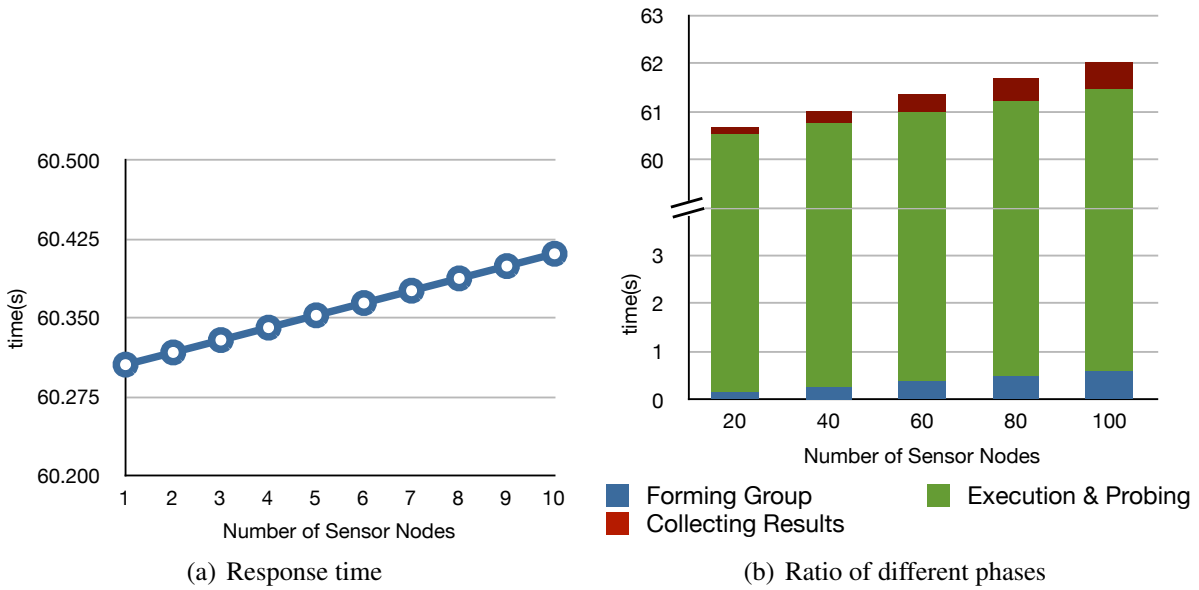 60.500
60.425
60.350
60.275
60.200
time(s)
1 2 3 4 5 6 7 8 9 10
Number of Sensor Nodes
(a) Response time
63
62
61
60
3
2
1
0
time(s)
20 40 60 80 100
Number of Sensor Nodes
Forming Group
Execution & Probing
Collecting Results
(b) Ratio of different phases